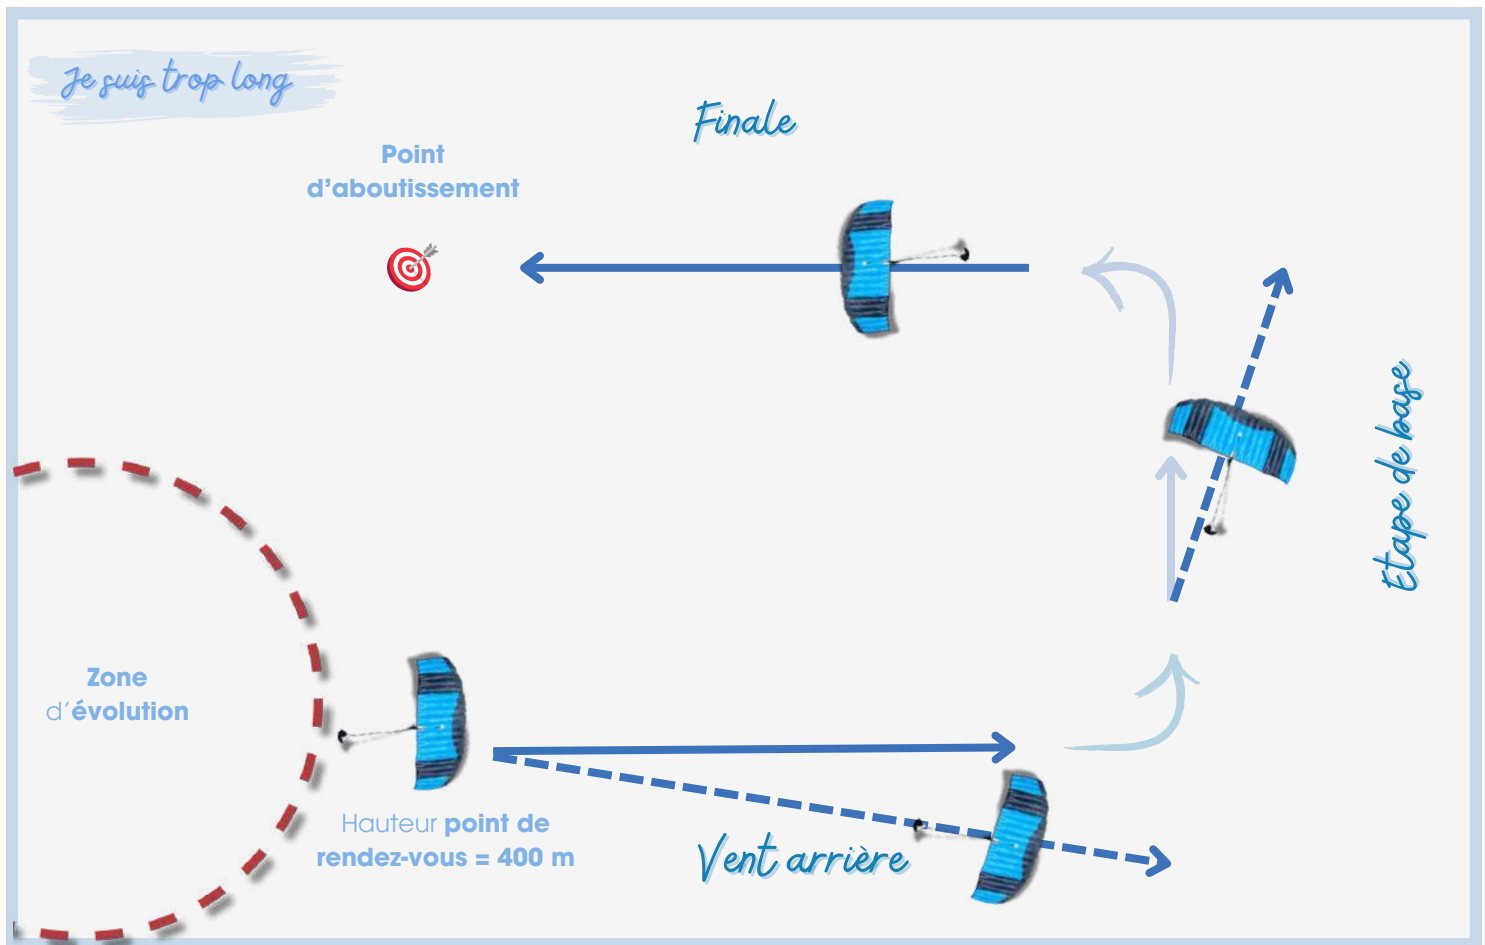 Je suis trop long
Finale
Point
d'aboutissement
Etape de base
Zone
d'évolution
Hauteur point de
rendez-vous = 400 m
Vent arrière